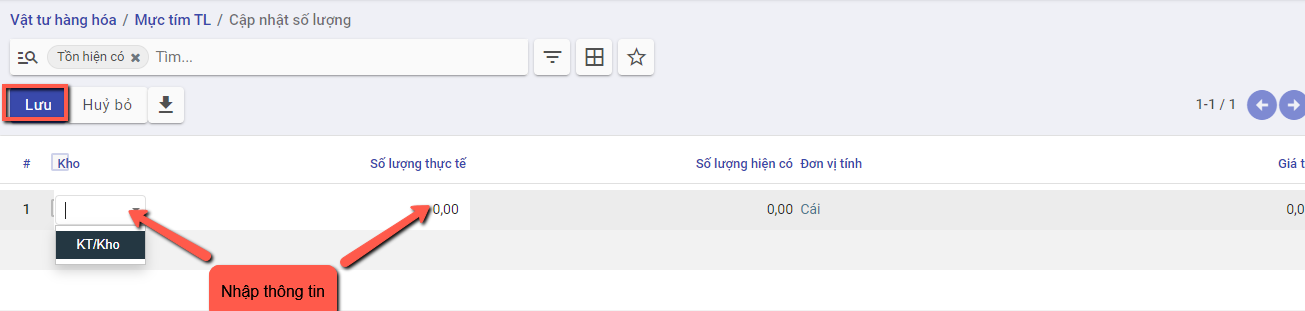 Vật tư hàng hóa / Mực tím TL / Cập nhật số lượng
Tồn hiện có Tìm...
Lưu Huỷ bỏ 1-1 / 1
# Kho Số lượng thực tế Số lượng hiện có Đơn vị tính Giá t
1 0,00 0,00 Cái 0,0
KT/Kho
Nhập thông tin